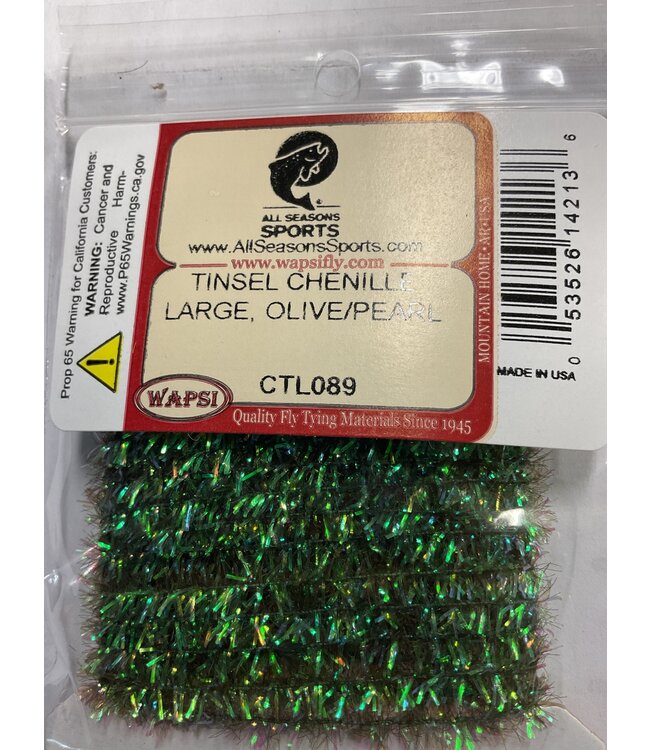 Prop 65 Warning for California Customers:
WARNING: Cancer and
Reproductive Harm-
www.P65Warnings.ca.gov
ALL SEASONS
SPORTS
www.AllSeasonsSports.com
www.wapsifly.com
TINSEL CHENILLE
LARGE, OLIVE/PEARL
CTL089
WAPSI
Quality Fly Tying Materials Since 1945
MOUNTAIN HOME • AR • USA
0 53526 14213 6
MADE IN USA